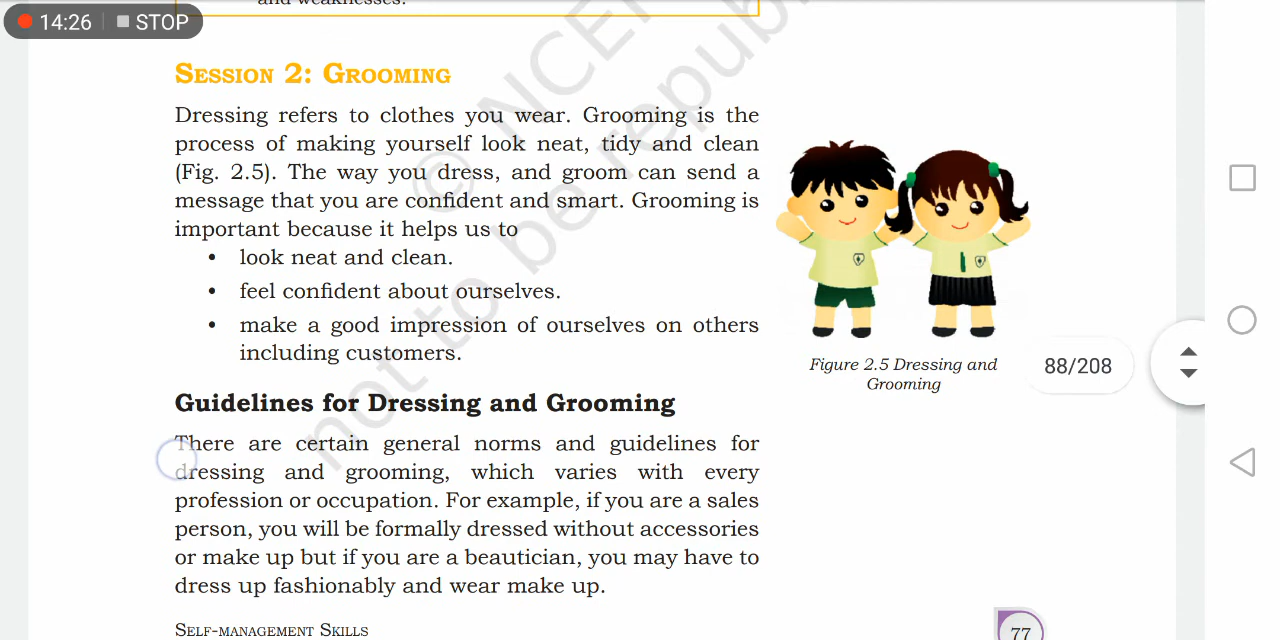 and weaknesses.
14:26 STOP
SESSION 2: GROOMING
Dressing refers to clothes you wear. Grooming is the
process of making yourself look neat, tidy and clean
(Fig. 2.5). The way you dress, and groom can send a
message that you are confident and smart. Grooming is
important because it helps us to
• look neat and clean.
• feel confident about ourselves.
• make a good impression of ourselves on others
including customers.
Figure 2.5 Dressing and
Grooming
88/208
Guidelines for Dressing and Grooming
There are certain general norms and guidelines for
dressing and grooming, which varies with every
profession or occupation. For example, if you are a sales
person, you will be formally dressed without accessories
or make up but if you are a beautician, you may have to
dress up fashionably and wear make up.
SELF-MANAGEMENT SKILLS
77
© NCER
not to be republ